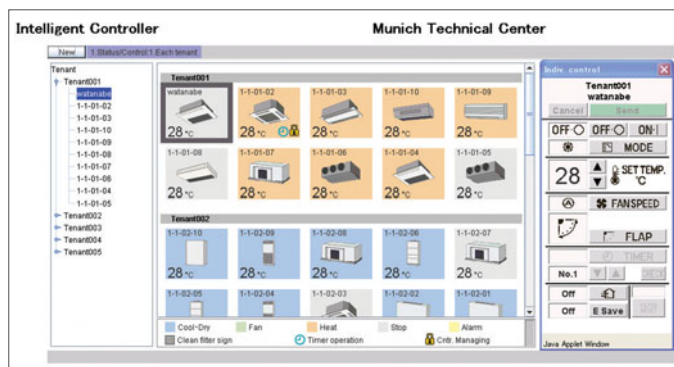 Intelligent Controller
Munich Technical Center
New
1.Status/Control:1.Each tenant
Tenant
Tenant001
watanabe
1-1-01-02
1-1-01-03
1-1-01-10
1-1-01-09
1-1-01-08
1-1-01-07
1-1-01-06
1-1-01-04
1-1-01-05
Tenant002
Tenant003
Tenant004
Tenant005
Tenant001
watanabe 1-1-01-02 1-1-01-03 1-1-01-10 1-1-01-09
28 °C 28 °C 28 °C 28 °C 28 °C
1-1-01-08 1-1-01-07 1-1-01-06 1-1-01-04 1-1-01-05
28 °C 28 °C 28 °C 28 °C 28 °C
Tenant002
1-1-02-10 1-1-02-09 1-1-02-08 1-1-02-06 1-1-02-07
28 °C 28 °C 28 °C 28 °C 28 °C
1-1-02-05 1-1-02-04 1-1-02-03 1-1-02-02 1-1-02-01
Cool-Dry Fan Heat Stop Alarm
Clean filter sign Timer operation Cntr. Managing
Indiv. control
Tenant001
watanabe
Cancel Send
OFF OFF ON
MODE
28 SET TEMP. °C
FANSPEED
FLAP
TIMER
No.1
Off
Off E Save
Java Applet Window